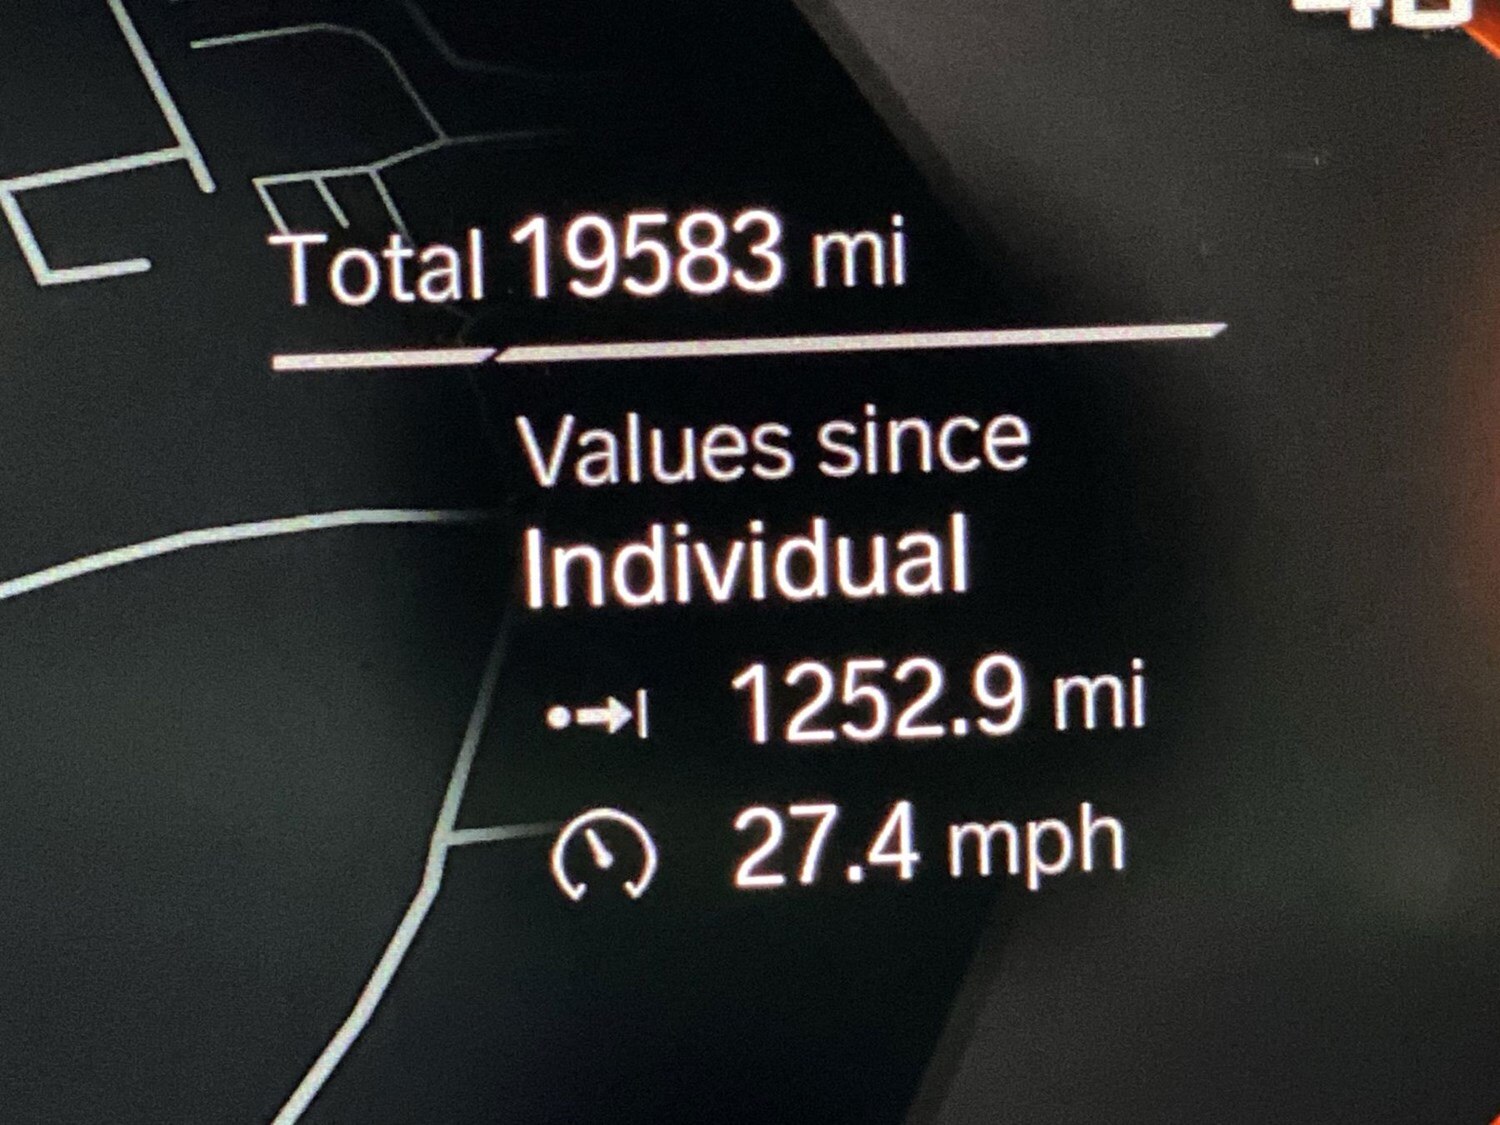 Total 19583 mi
Values since
Individual
1252.9 mi
27.4 mph